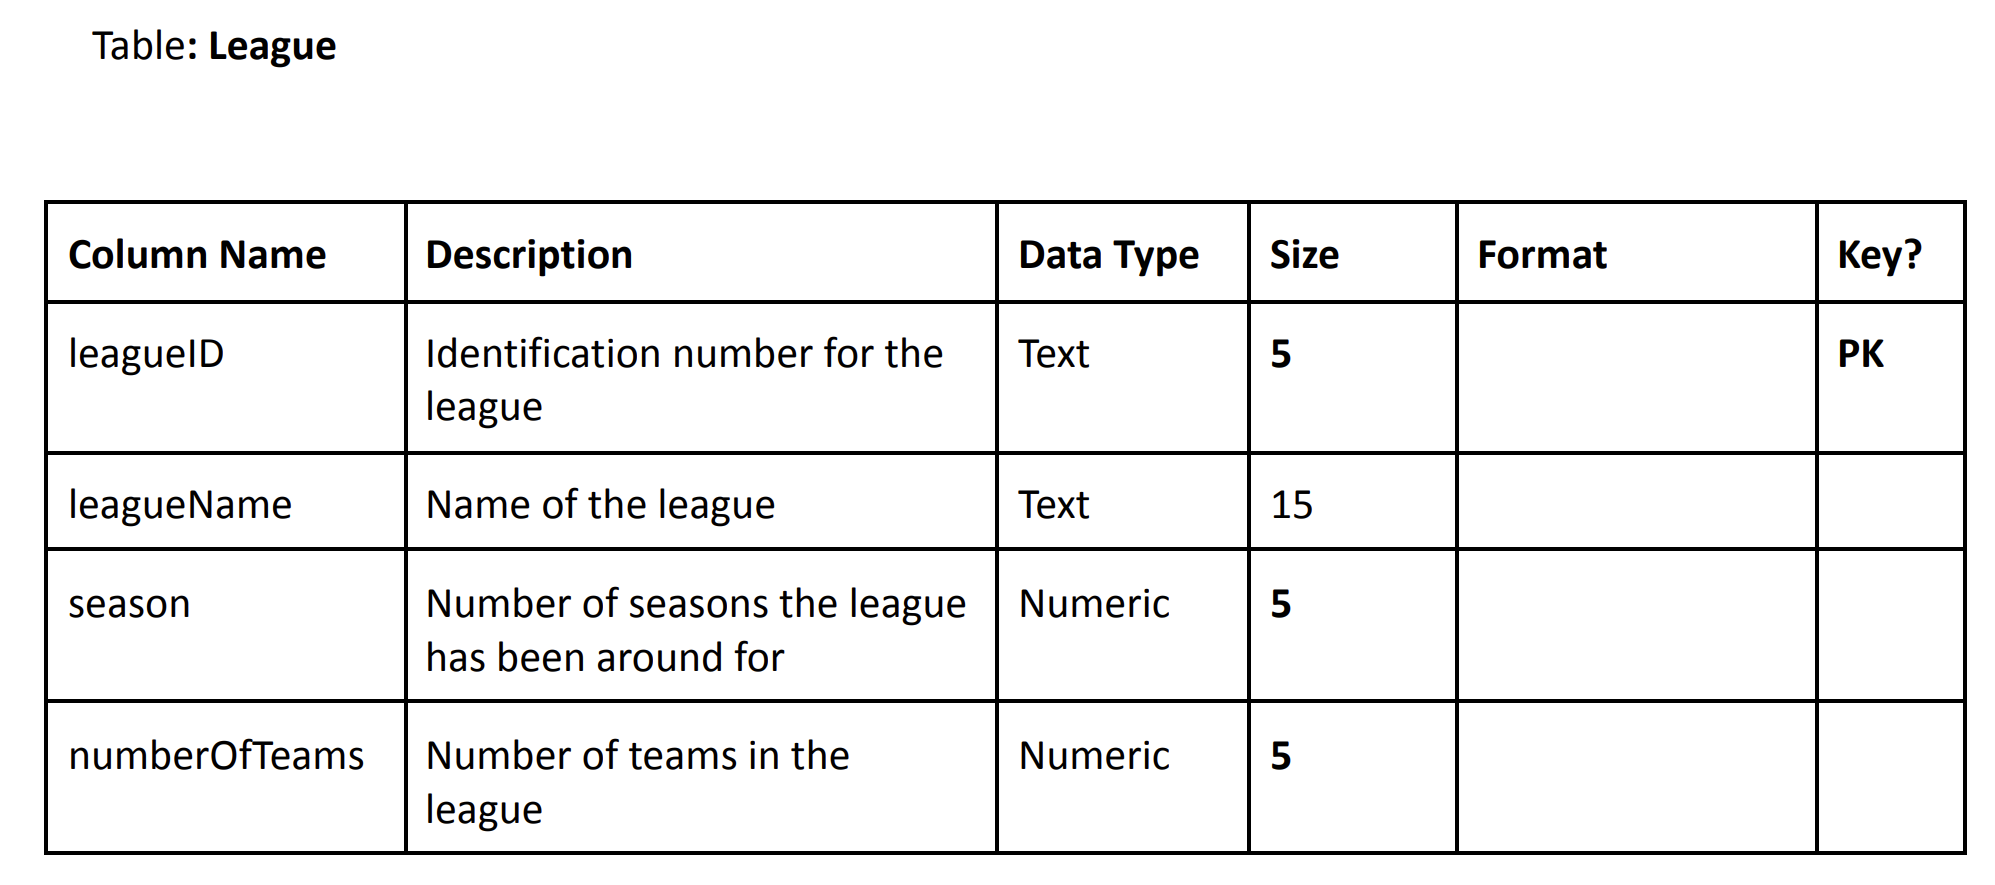 Table: League
Column Name Description Data Type Size Format Key?
leagueID Identification number for the Text 5 PK
league
leagueName Name of the league Text 15
season Number of seasons the league Numeric 5
has been around for
numberOfTeams Number of teams in the Numeric 5
league